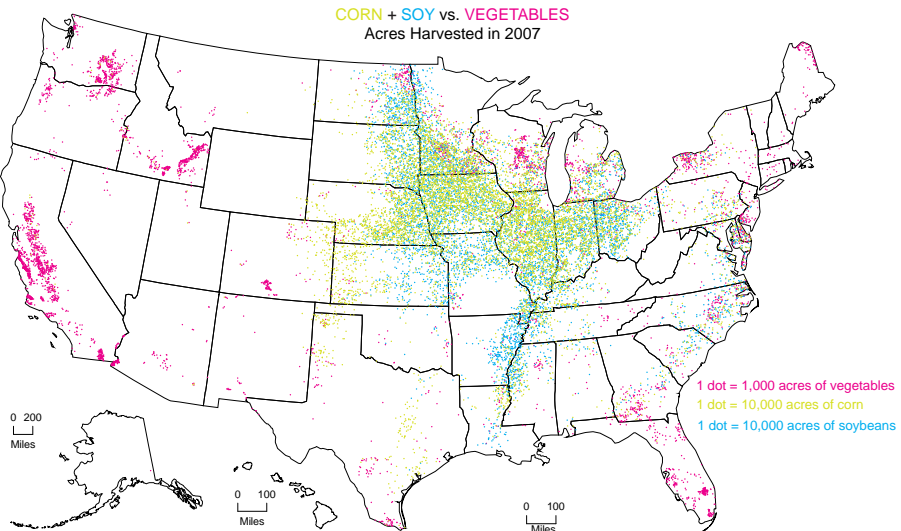 CORN + SOY vs. VEGETABLES
Acres Harvested in 2007
1 dot = 1,000 acres of vegetables
1 dot = 10,000 acres of corn
1 dot = 10,000 acres of soybeans
0 200
Miles
0 100
Miles
0 100
Miles